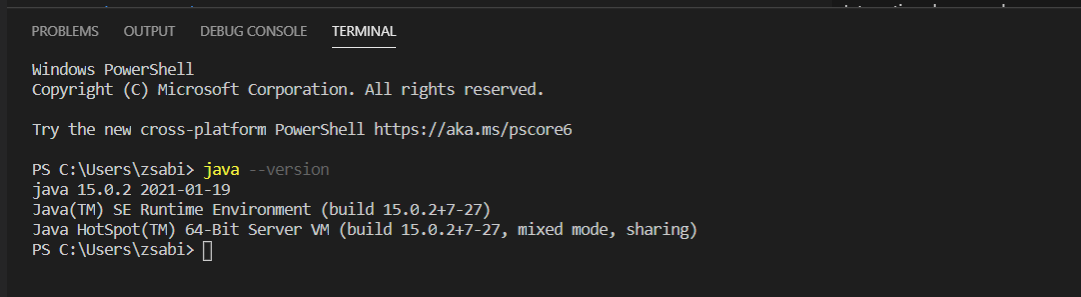 PROBLEMS OUTPUT DEBUG CONSOLE TERMINAL
Windows PowerShell
Copyright (C) Microsoft Corporation. All rights reserved.
Try the new cross-platform PowerShell https://aka.ms/pscore6
PS C:\Users\zsabi> java --version
java 15.0.2 2021-01-19
Java(TM) SE Runtime Environment (build 15.0.2+7-27)
Java HotSpot(TM) 64-Bit Server VM (build 15.0.2+7-27, mixed mode, sharing)
PS C:\Users\zsabi>